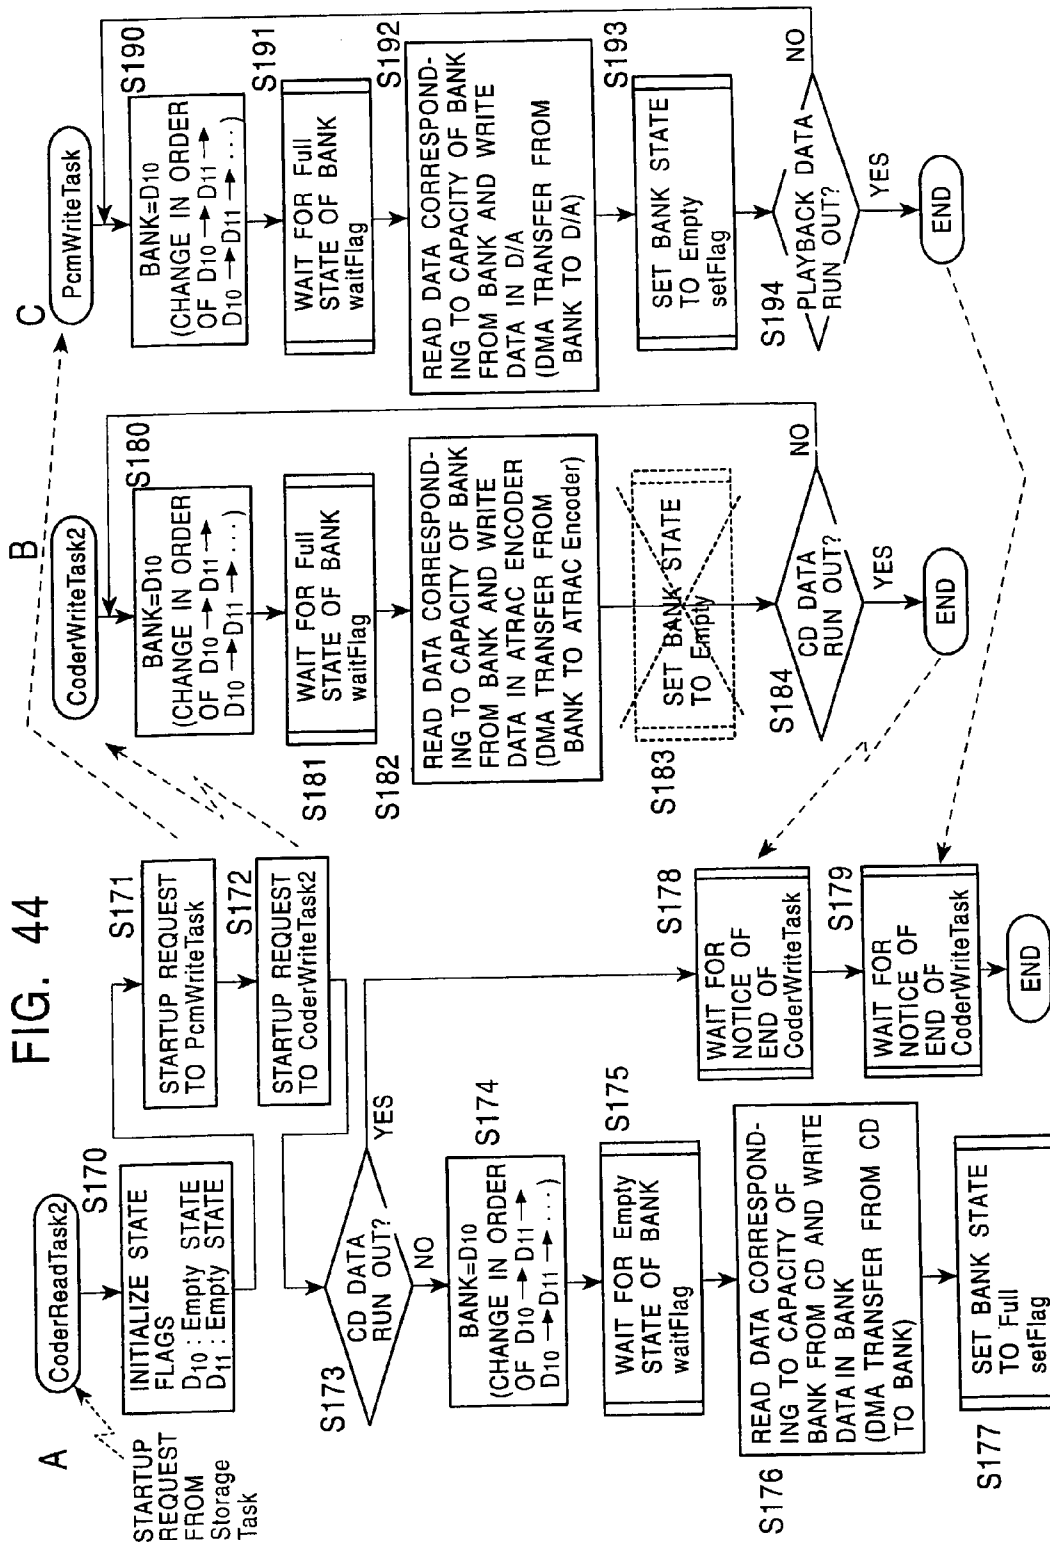 FIG. 44
A
STARTUP
REQUEST
FROM
Storage
Task
CoderReadTask2
S170
INITIALIZE STATE
FLAGS
D10 : Empty STATE
D11 : Empty STATE
S171
STARTUP REQUEST
TO PcmWriteTask
S172
STARTUP REQUEST
TO CoderWriteTask2
S173
CD DATA
RUN OUT?
YES
NO
S174
BANK=D10
(CHANGE IN ORDER
OF D10 → D11 →
D10 → D11 → ···)
S175
WAIT FOR Empty
STATE OF BANK
waitFlag
S176
READ DATA CORRESPOND-
ING TO CAPACITY OF
BANK FROM CD AND WRITE
DATA IN BANK
(DMA TRANSFER FROM CD
TO BANK)
S177
SET BANK STATE
TO Full
setFlag
S178
WAIT FOR
NOTICE OF
END OF
CoderWriteTask
S179
WAIT FOR
NOTICE OF
END OF
CoderWriteTask
END
B
CoderWriteTask2
S180
BANK=D10
(CHANGE IN ORDER
OF D10 → D11 →
D10 → D11 → ···)
S181
WAIT FOR Full
STATE OF BANK
waitFlag
S182
READ DATA CORRESPOND-
ING TO CAPACITY OF BANK
FROM BANK AND WRITE
DATA IN ATRAC ENCODER
(DMA TRANSFER FROM
BANK TO ATRAC Encoder)
S183
SET BANK STATE
TO Empty
S184
CD DATA
RUN OUT?
NO
YES
END
C
PcmWriteTask
S190
BANK=D10
(CHANGE IN ORDER
OF D10 → D11 →
D10 → D11 → ···)
S191
WAIT FOR Full
STATE OF BANK
waitFlag
S192
READ DATA CORRESPOND-
ING TO CAPACITY OF BANK
FROM BANK AND WRITE
DATA IN D/A
(DMA TRANSFER FROM
BANK TO D/A)
S193
SET BANK STATE
TO Empty
setFlag
S194
PLAYBACK DATA
RUN OUT?
NO
YES
END